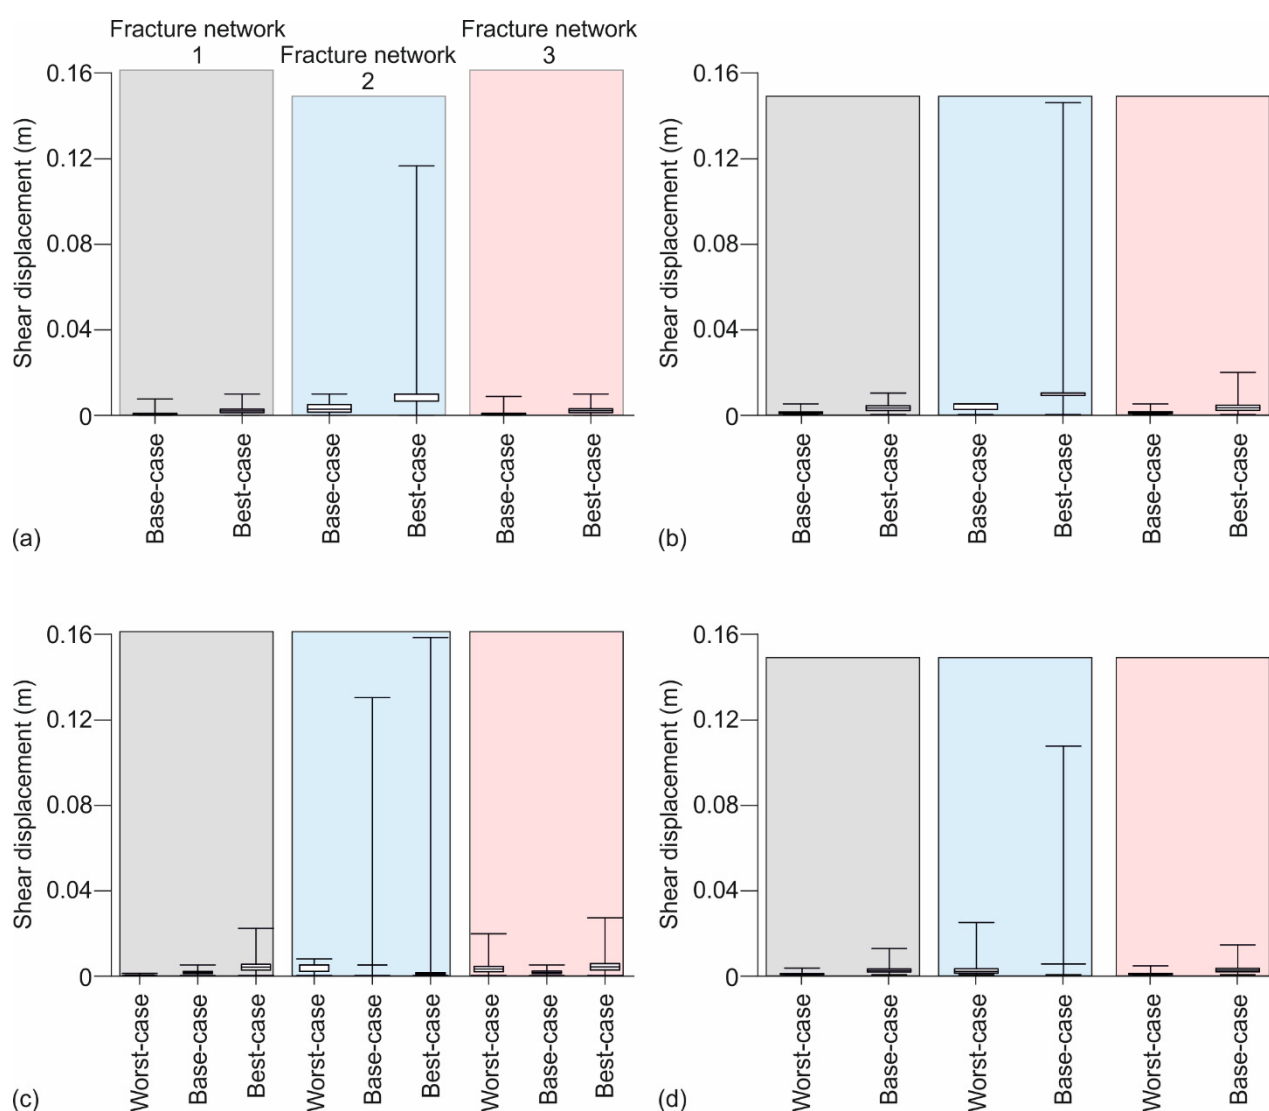 Fracture network
1
Fracture network
2
Fracture network
3
Shear displacement (m)
0.16
0.12
0.08
0.04
0
Base-case
Best-case
Base-case
Best-case
Base-case
Best-case
(a)
Shear displacement (m)
0.16
0.12
0.08
0.04
0
Base-case
Best-case
Base-case
Best-case
Base-case
Best-case
(b)
Shear displacement (m)
0.16
0.12
0.08
0.04
0
Worst-case
Base-case
Best-case
Worst-case
Base-case
Best-case
Worst-case
Base-case
Best-case
(c)
Shear displacement (m)
0.16
0.12
0.08
0.04
0
Worst-case
Base-case
Worst-case
Base-case
Worst-case
Base-case
(d)